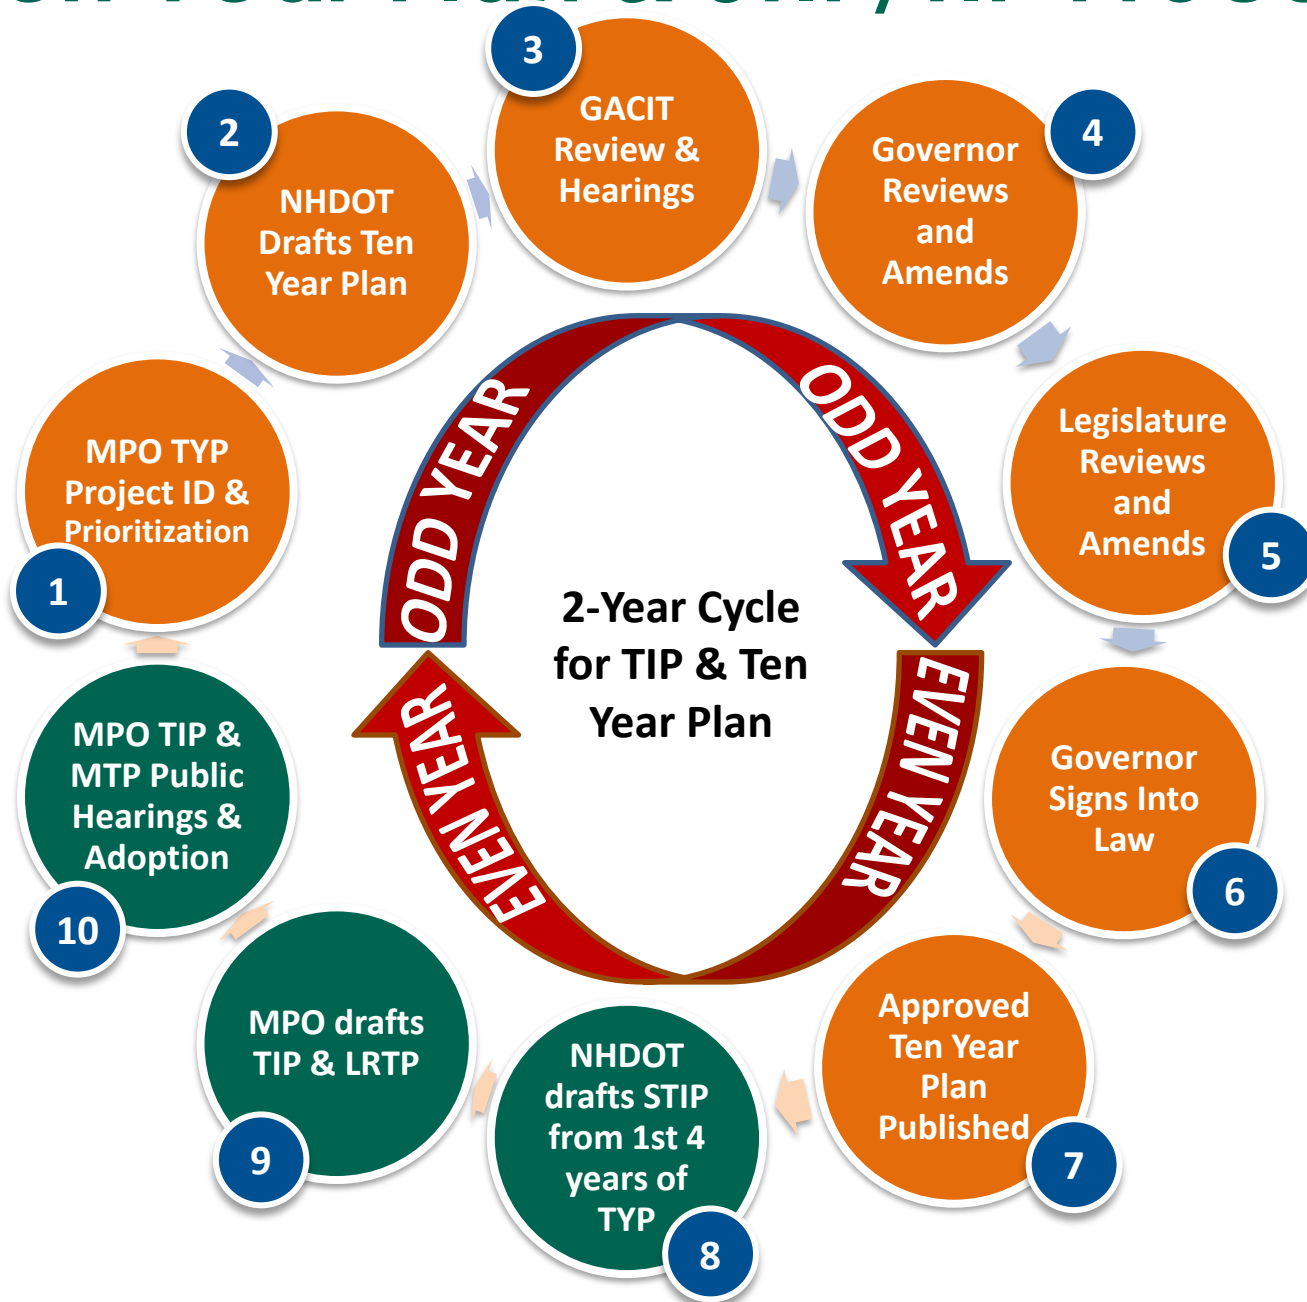 Year Plan &
3
GACIT
Review &
Hearings
2
NHDOT
Drafts Ten
Year Plan
4
Governor
Reviews
and
Amends
MPO TYP
Project ID &
Prioritization
1
ODD YEAR
ODD YEAR
Legislature
Reviews
and
Amends
5
2-Year Cycle
for TIP & Ten
Year Plan
EVEN YEAR
EVEN YEAR
MPO TIP &
MTP Public
Hearings &
Adoption
10
Governor
Signs Into
Law
6
MPO drafts
TIP & LRTP
9
NHDOT
drafts STIP
from 1st 4
years of
TYP
8
Approved
Ten Year
Plan
Published
7